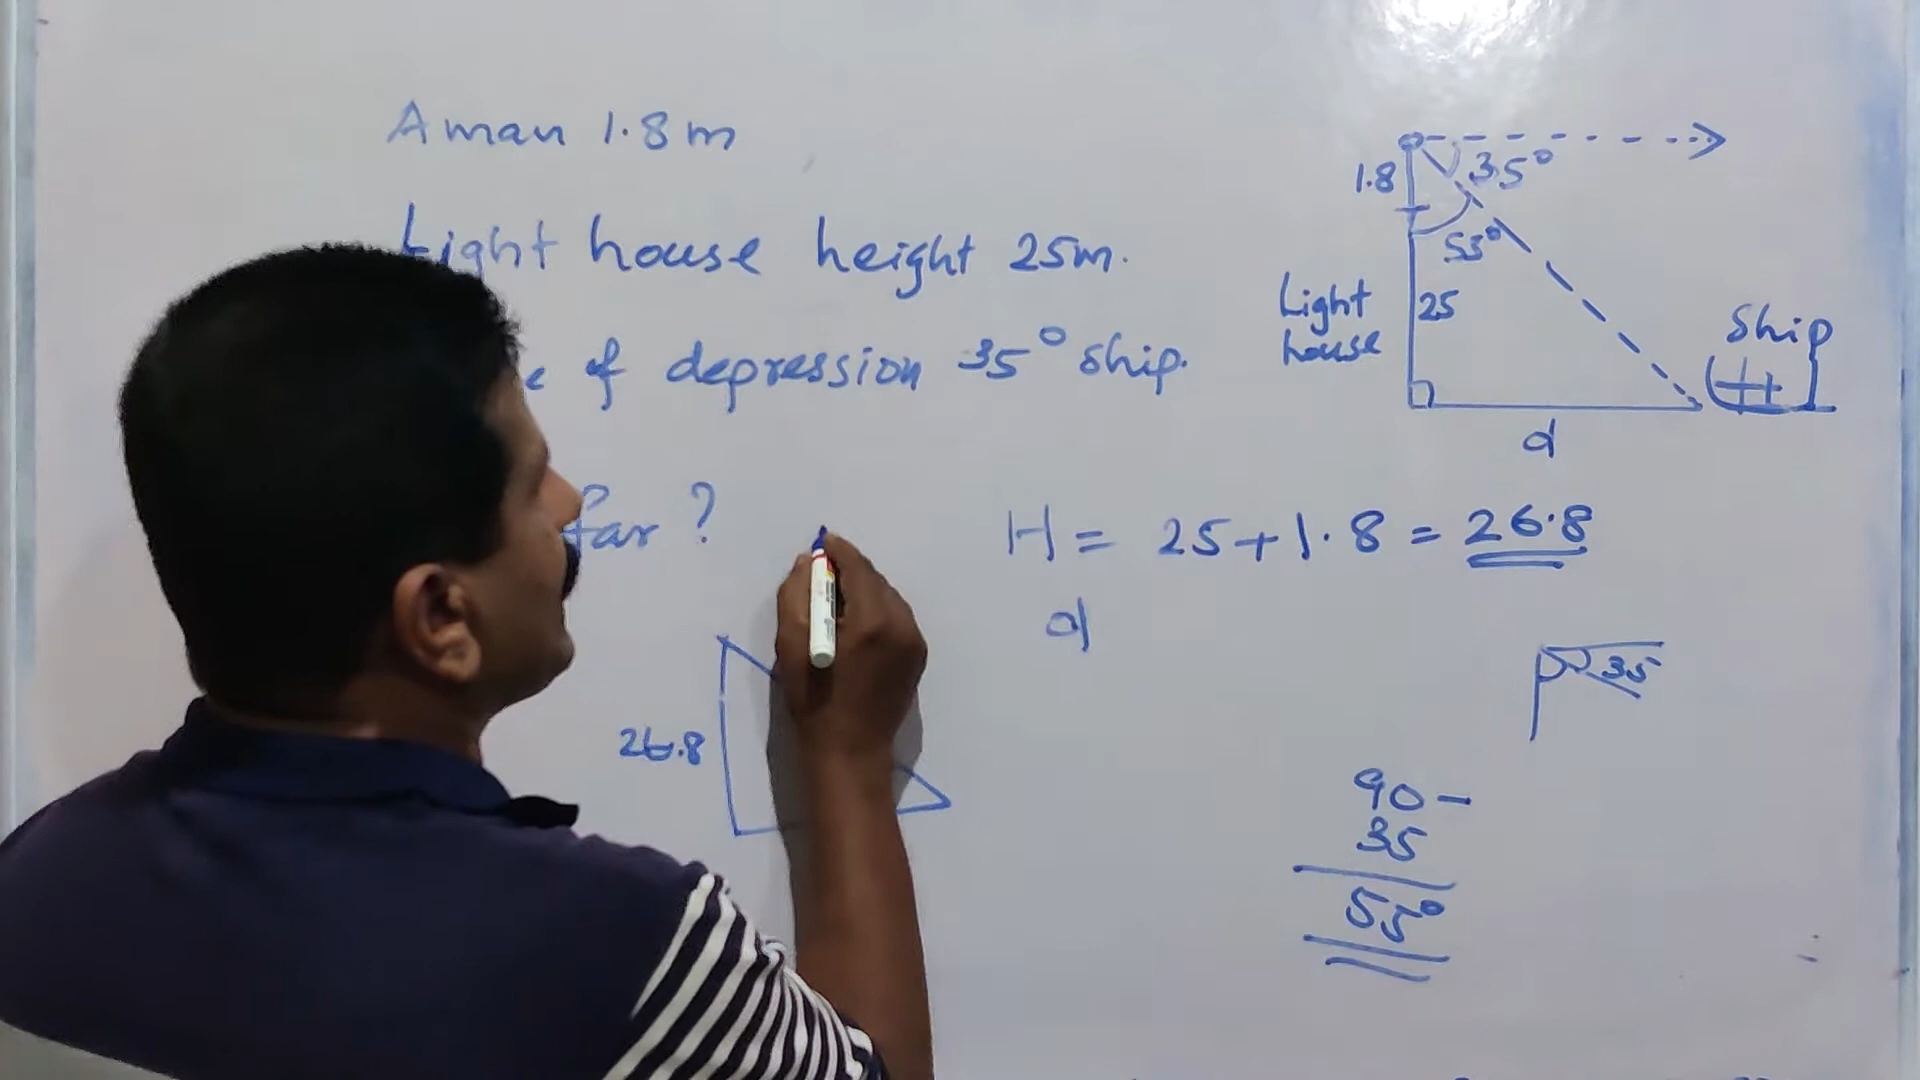 A man 1.8 m
Light house height 25m.
of depression 35° ship.
far ?
1.8
35°
55°
Light
house
25
Ship
d
H = 25 + 1.8 = 26.8
d
26.8
35
90 -
35
55°